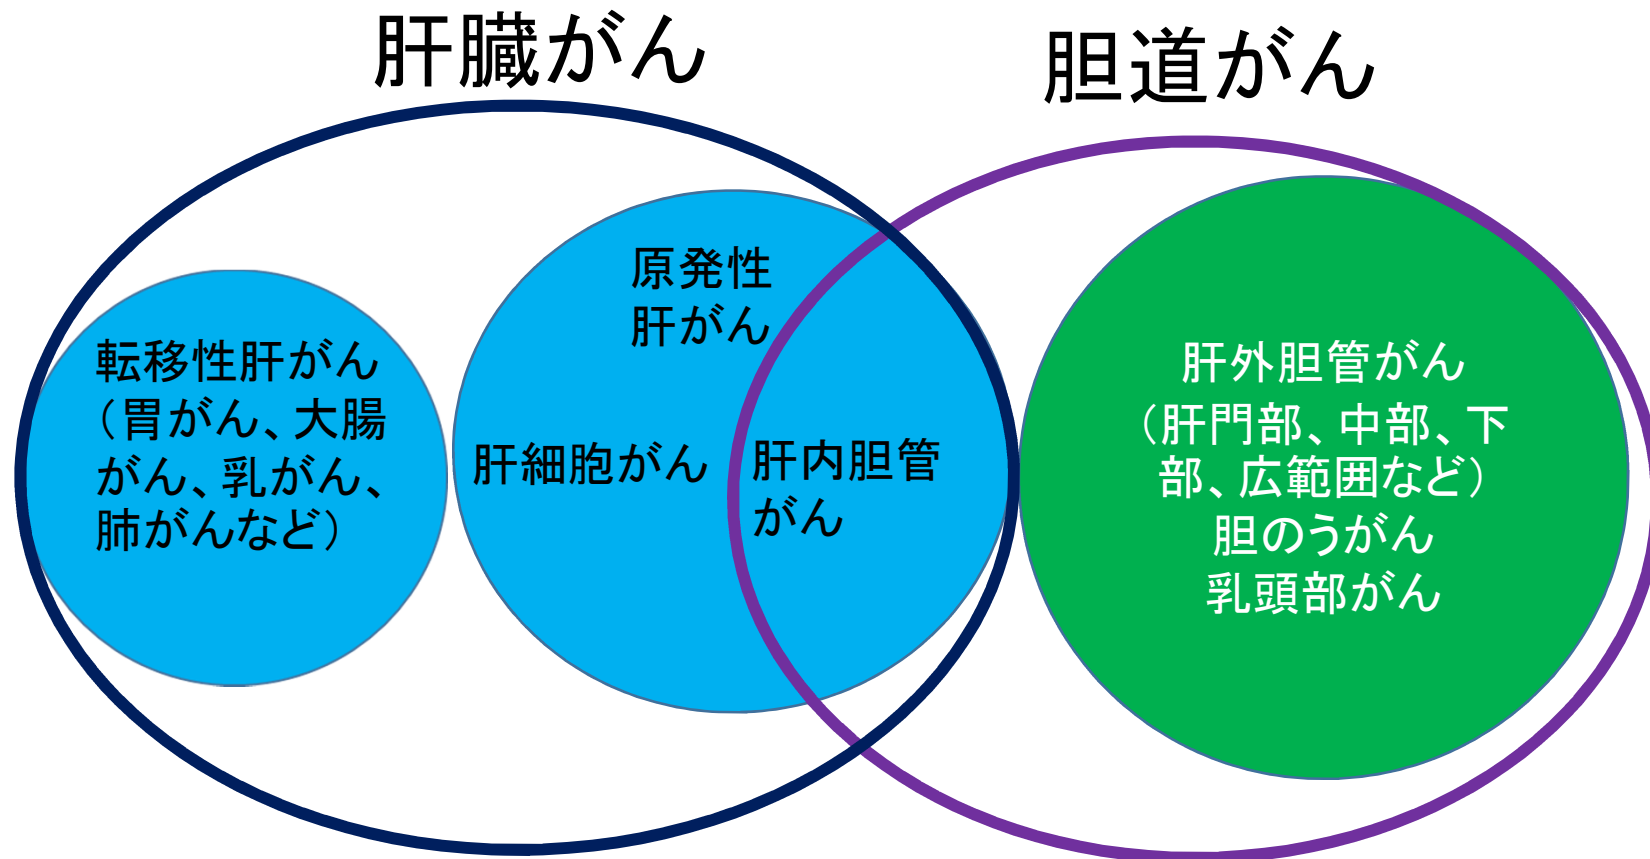 肝臓がん
胆道がん
原発性
肝がん
転移性肝がん
（胃がん、大腸
がん、乳がん、
肺がんなど）
肝細胞がん
肝内胆管
がん
肝外胆管がん
（肝門部、中部、下
部、広範囲など）
胆のうがん
乳頭部がん